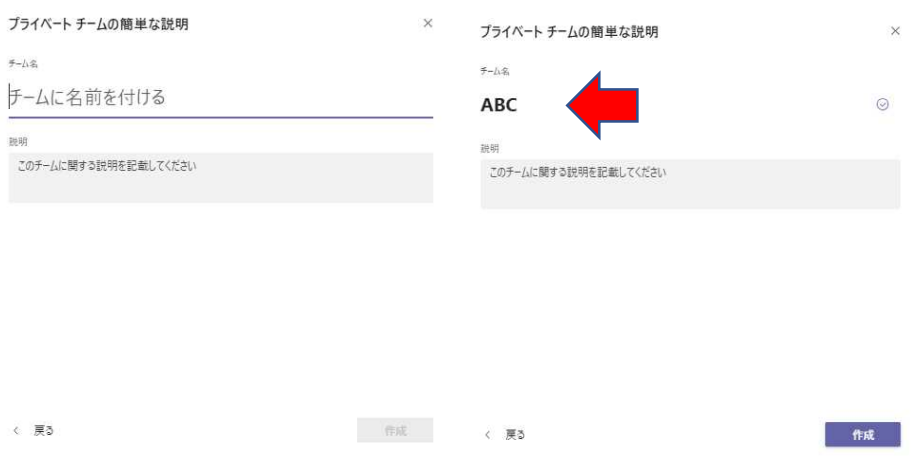 プライベート チームの簡単な説明
チーム名
チームに名前を付ける
説明
このチームに関する説明を記載してください
戻る
作成
プライベート チームの簡単な説明
チーム名
ABC
説明
このチームに関する説明を記載してください
戻る
作成